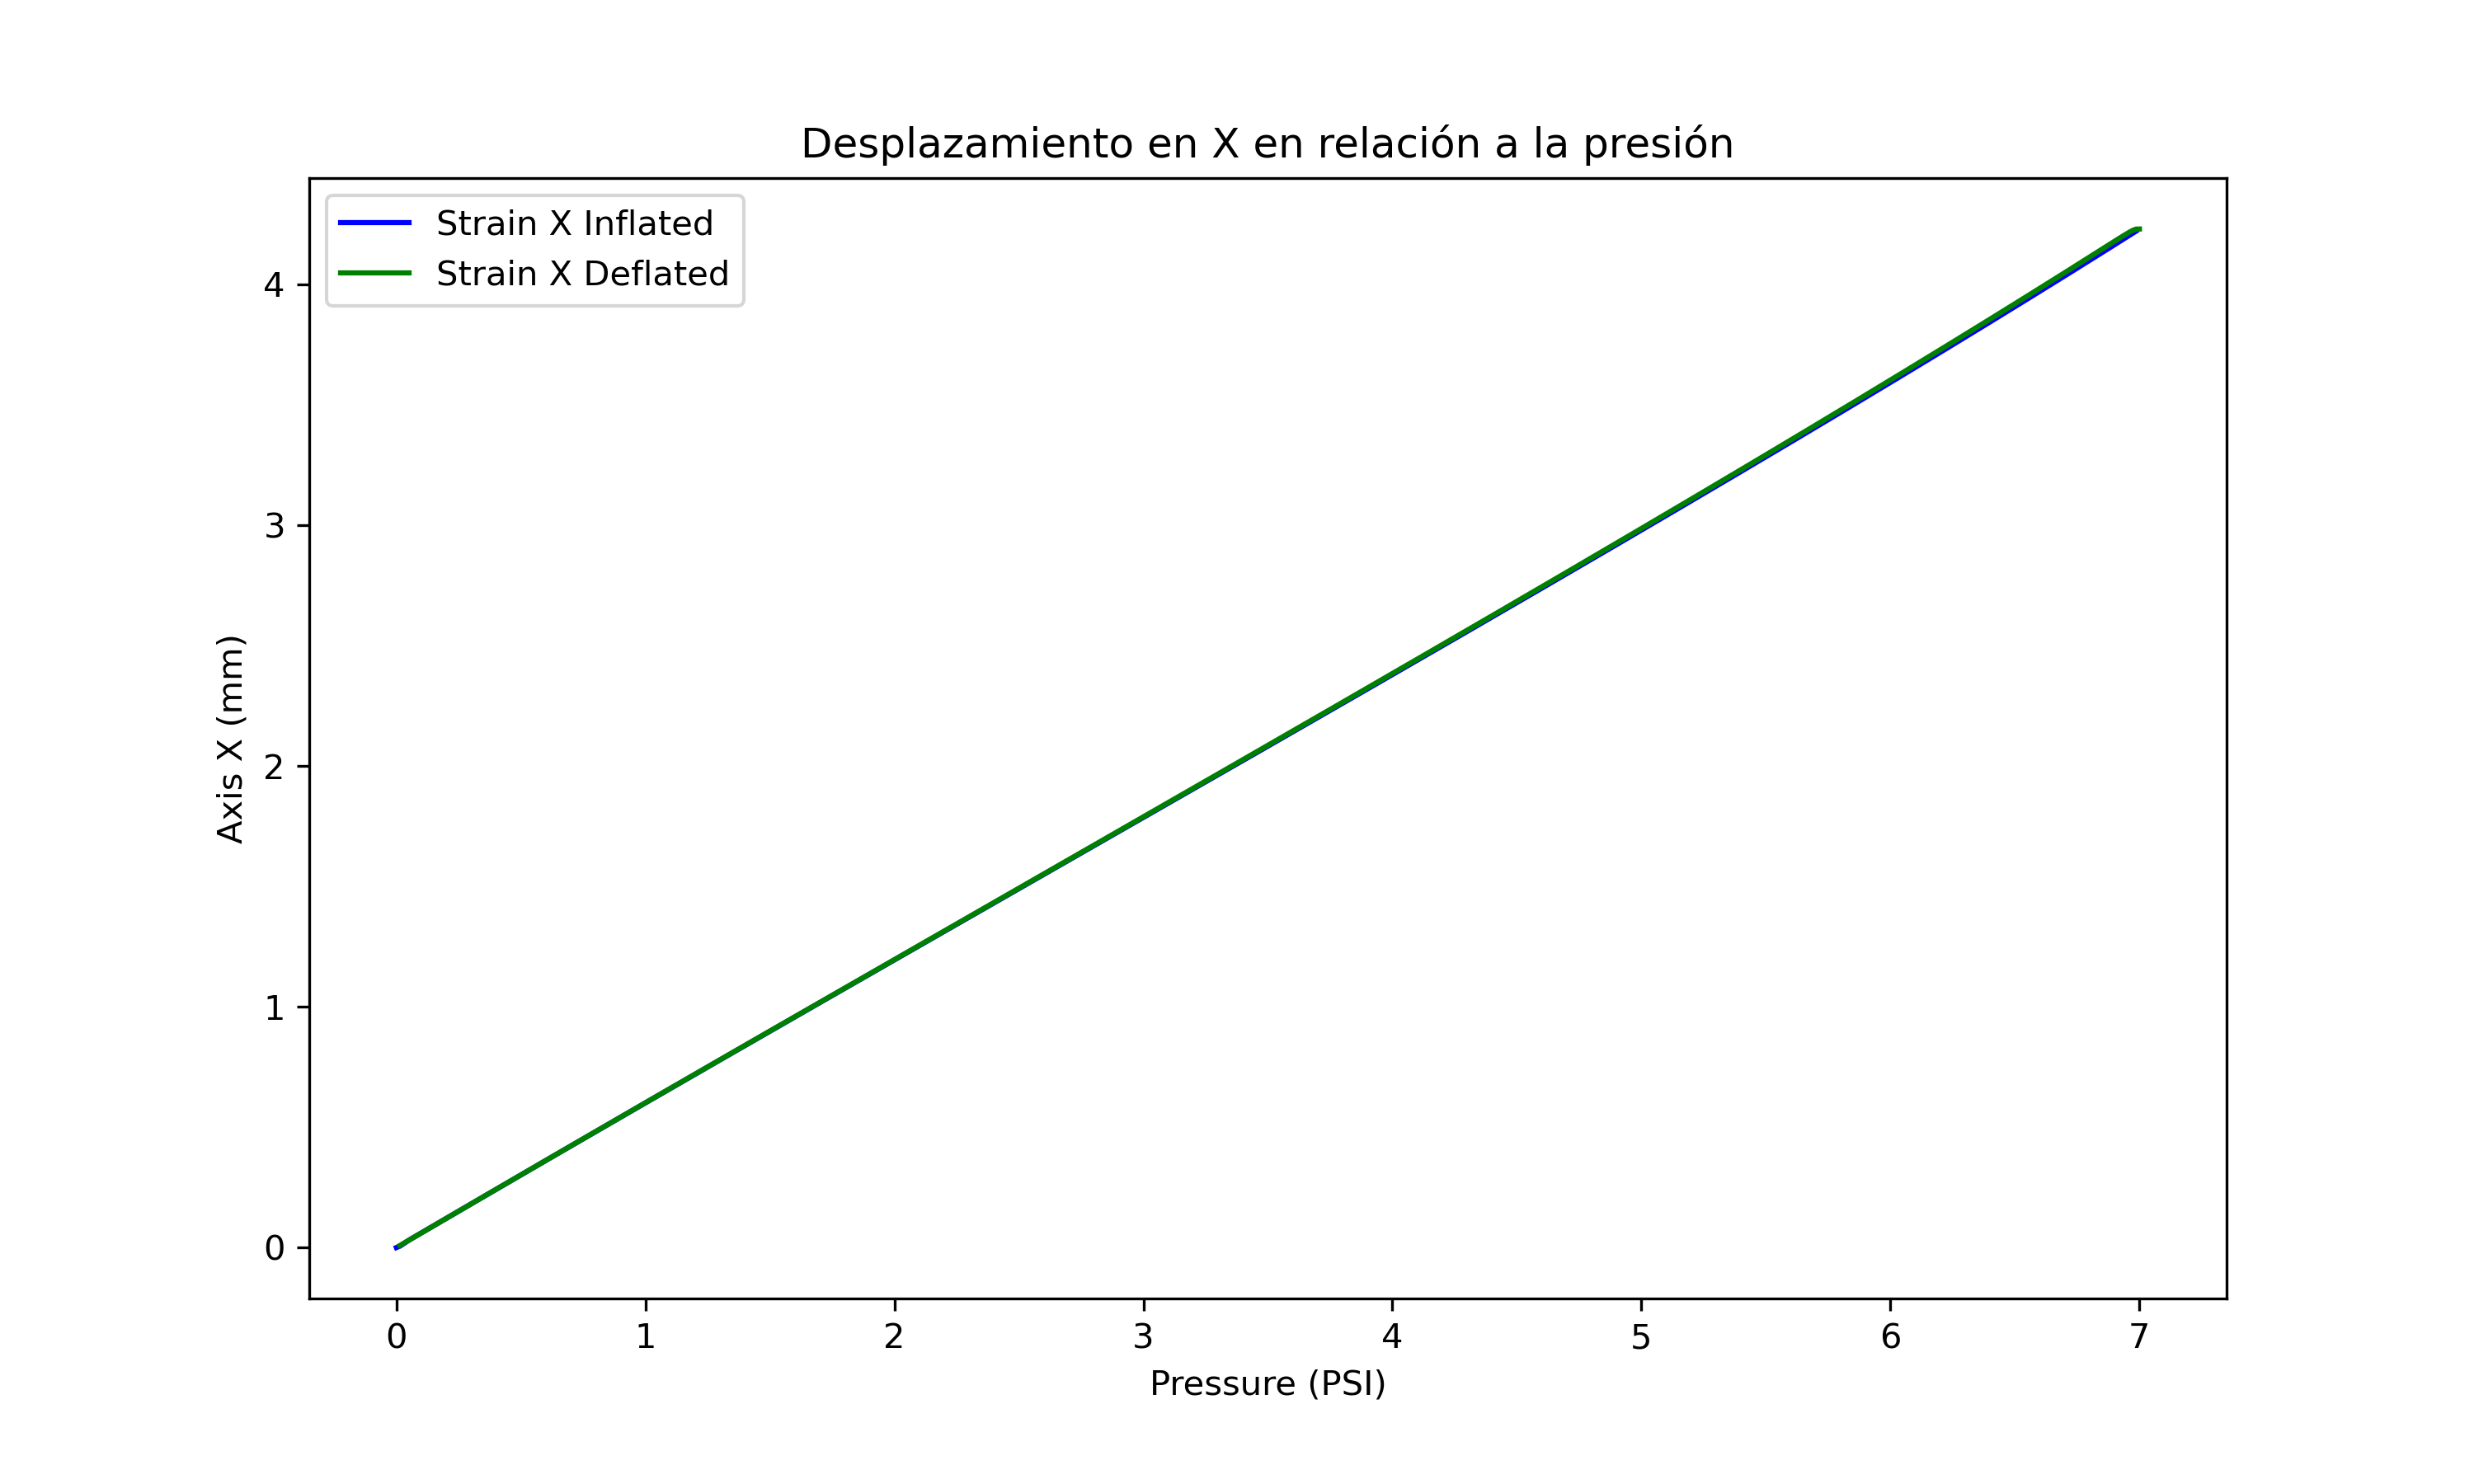 Desplazamiento en X en relación a la presión
Strain X Inflated
Strain X Deflated
4
3
2
1
0
Axis X (mm)
0 1 2 3 4 5 6 7
Pressure (PSI)